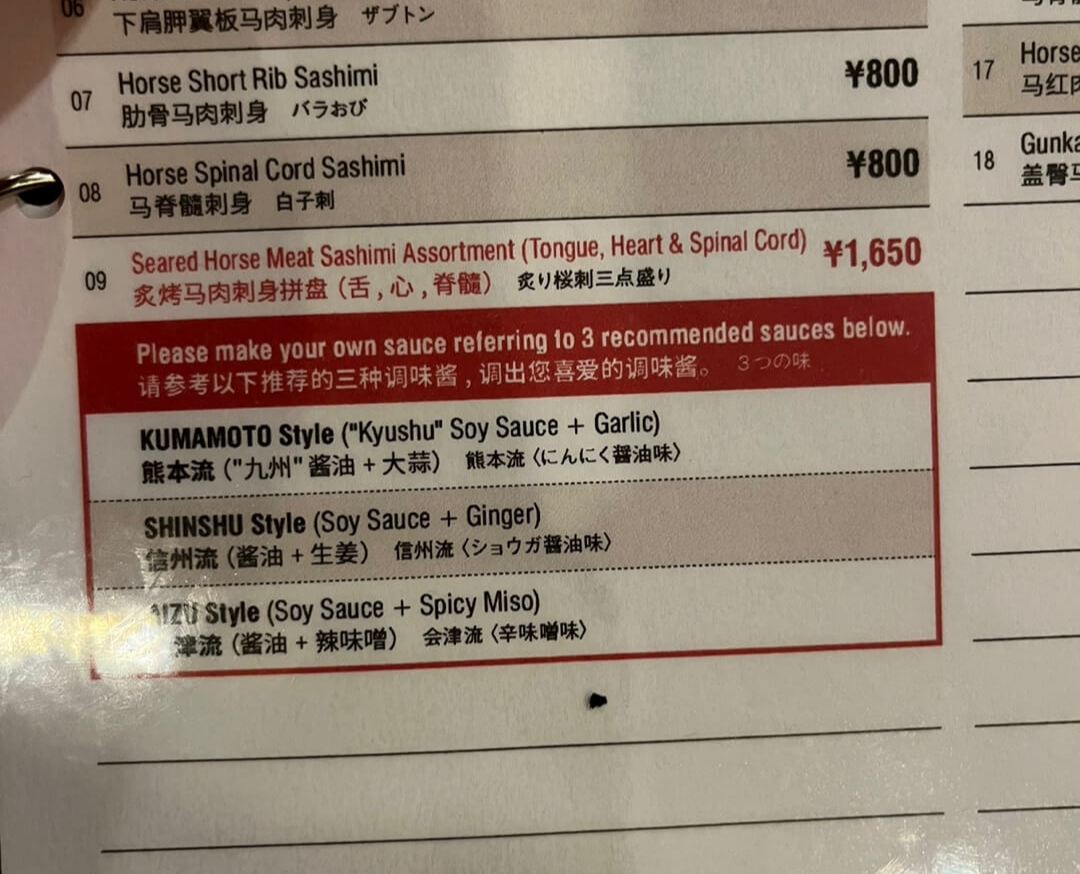 06
下肩胛翼板马肉刺身 ザブトン
07 Horse Short Rib Sashimi ¥800
肋骨马肉刺身 バラおび
08 Horse Spinal Cord Sashimi ¥800
马脊髓刺身 白子刺
09 Seared Horse Meat Sashimi Assortment (Tongue, Heart & Spinal Cord) ¥1,650
炙烤马肉刺身拼盘（舌，心，脊髓） 炙り桜刺三点盛り
Please make your own sauce referring to 3 recommended sauces below.
请参考以下推荐的三种调味酱，调出您喜爱的调味酱。 3つの味
KUMAMOTO Style ("Kyushu" Soy Sauce + Garlic)
熊本流（"九州" 酱油 + 大蒜） 熊本流〈にんにく醤油味〉
SHINSHU Style (Soy Sauce + Ginger)
信州流（酱油 + 生姜） 信州流〈ショウガ醤油味〉
AIZU Style (Soy Sauce + Spicy Miso)
津流（酱油 + 辣味噌） 会津流〈辛味噌味〉
17 Horse
马红肉
18 Gunka
盖臀马